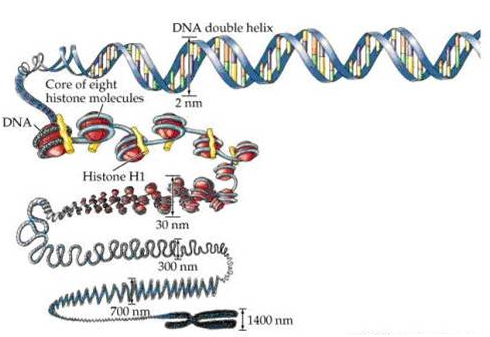 DNA double helix
2 nm
Core of eight
histone molecules
DNA
Histone H1
30 nm
300 nm
700 nm
1400 nm